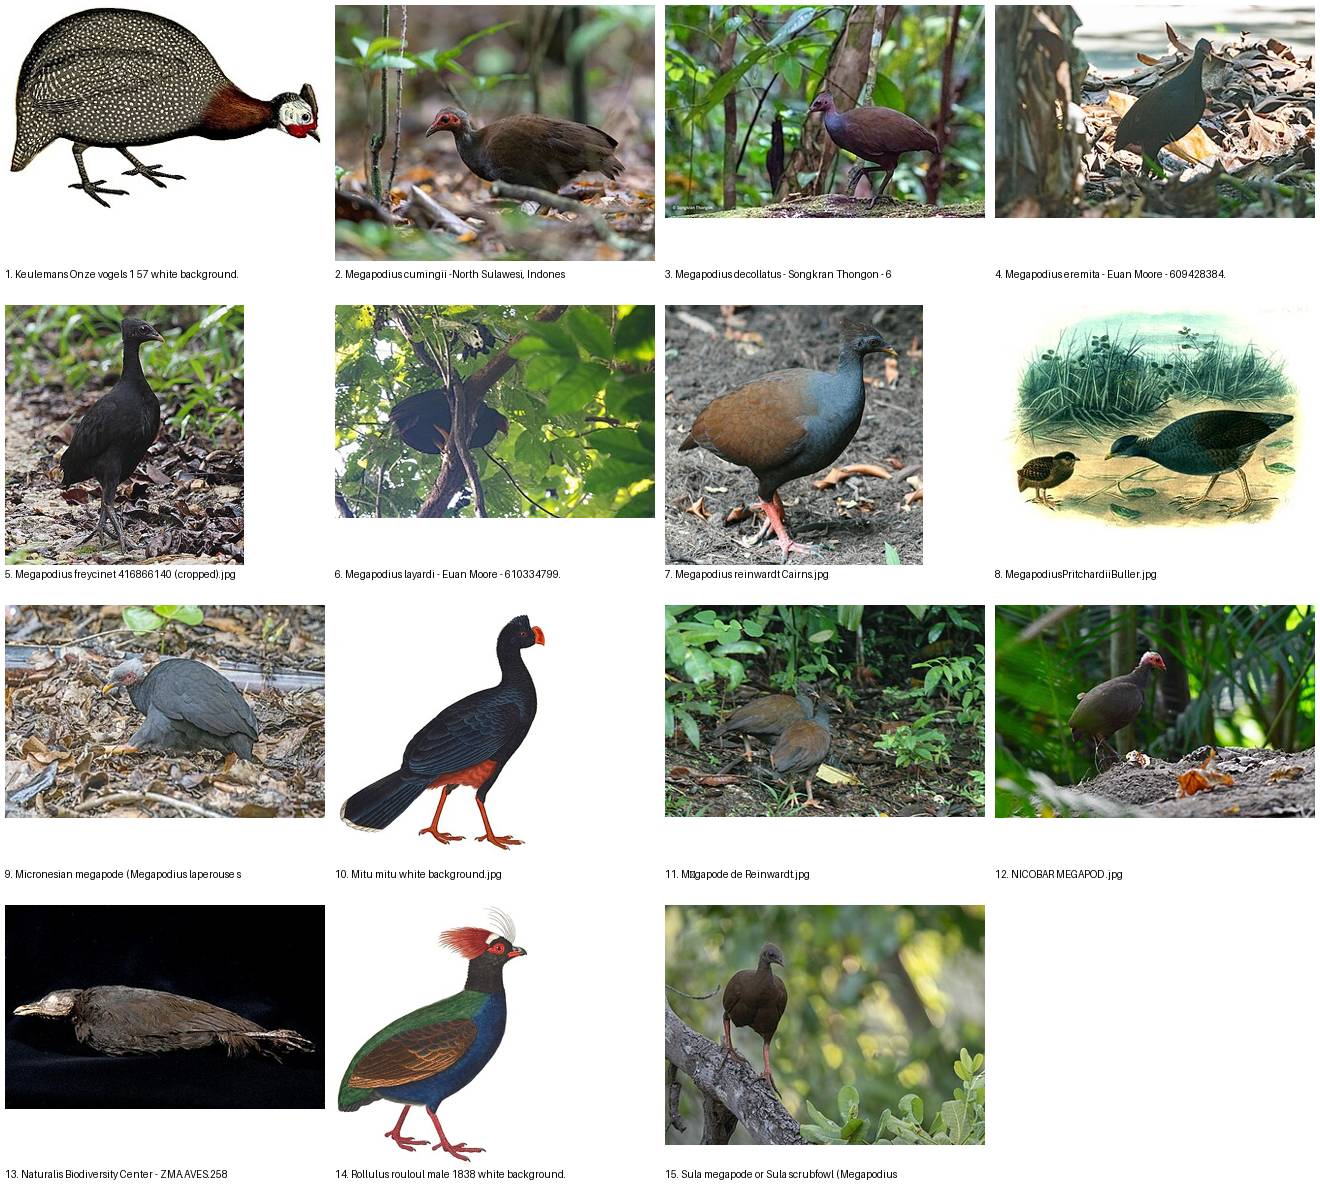 1. Keulemans Onze vogels 1 57 white background.
2. Megapodius cumingii -North Sulawesi, Indones
3. Megapodius decollatus - Songkran Thongon - 6
4. Megapodius eremita - Euan Moore - 609428384.
5. Megapodius freycinet 416866140 (cropped).jpg
6. Megapodius layardi - Euan Moore - 610334799.
7. Megapodius reinwardt Cairns.jpg
8. MegapodiusPritchardiiBuller.jpg
9. Micronesian megapode (Megapodius laperouse s
10. Mitu mitu white background.jpg
11. M▯gapode de Reinwardt.jpg
12. NICOBAR MEGAPOD.jpg
13. Naturalis Biodiversity Center - ZMA.AVES.258
14. Rollulus rouloul male 1838 white background.
15. Sula megapode or Sula scrubfowl (Megapodius